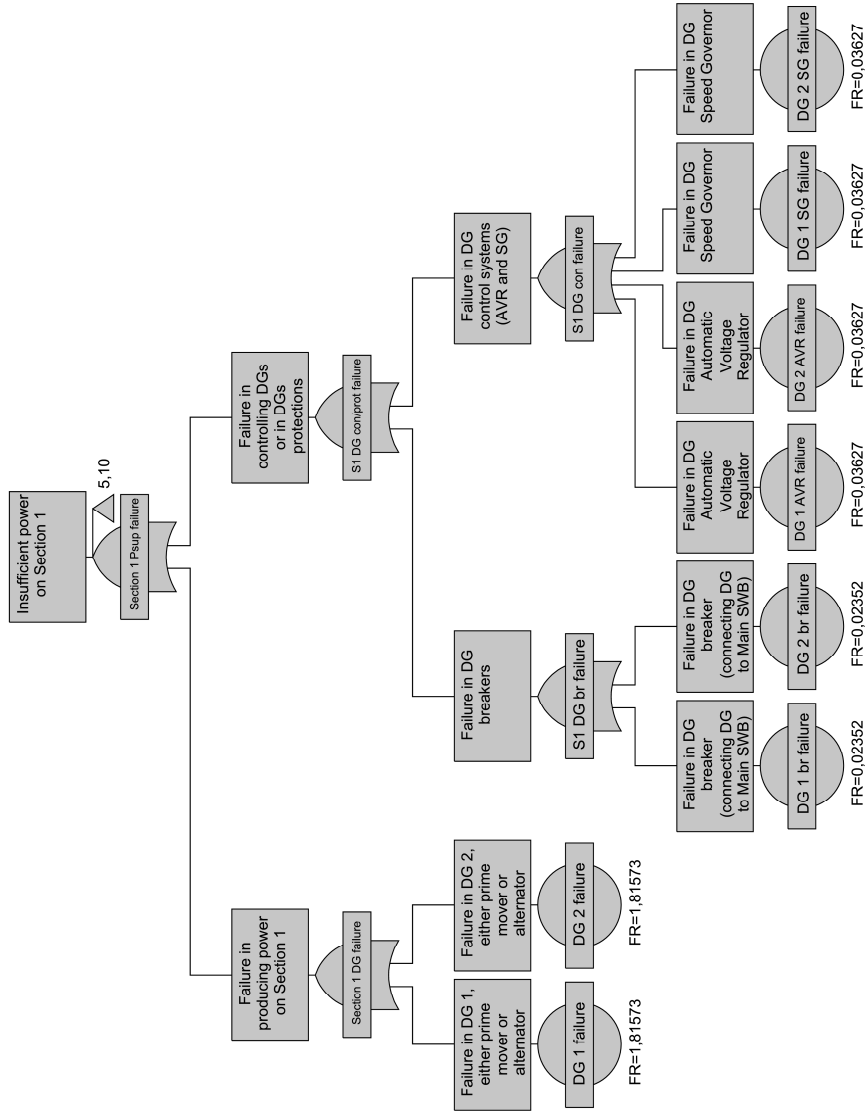 Insufficient power
on Section 1
5,10
Section 1 Psup failure
Failure in
producing power
on Section 1
Section 1 DG failure
Failure in
controlling DGs
or in DGs
protections
S1 DG con/prot failure
Failure in DG 1,
either prime
mover or
alternator
DG 1 failure
FR=1,81573
Failure in DG 2,
either prime
mover or
alternator
DG 2 failure
FR=1,81573
Failure in DG
breakers
S1 DG br failure
Failure in DG
control systems
(AVR and SG)
S1 DG con failure
Failure in DG
breaker
(connecting DG
to Main SWB)
DG 1 br failure
FR=0,02352
Failure in DG
breaker
(connecting DG
to Main SWB)
DG 2 br failure
FR=0,02352
Failure in DG
Automatic
Voltage
Regulator
DG 1 AVR failure
FR=0,03627
Failure in DG
Automatic
Voltage
Regulator
DG 2 AVR failure
FR=0,03627
Failure in DG
Speed Governor
DG 1 SG failure
FR=0,03627
Failure in DG
Speed Governor
DG 2 SG failure
FR=0,03627